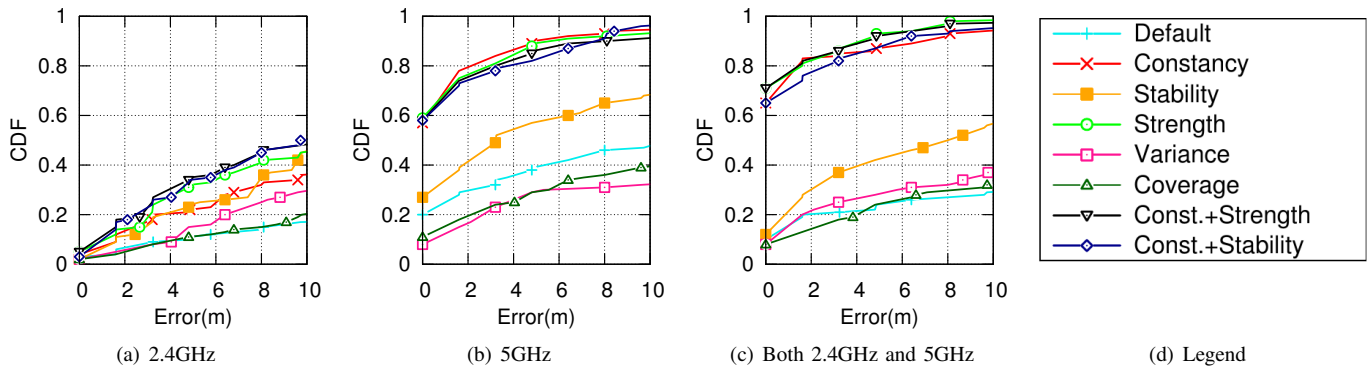 1
0.8
0.6
0.4
0.2
0
CDF
0 2 4 6 8 10
Error(m)
(a) 2.4GHz
1
0.8
0.6
0.4
0.2
0
CDF
0 2 4 6 8 10
Error(m)
(b) 5GHz
1
0.8
0.6
0.4
0.2
0
CDF
0 2 4 6 8 10
Error(m)
(c) Both 2.4GHz and 5GHz
Default
Constancy
Stability
Strength
Variance
Coverage
Const.+Strength
Const.+Stability
(d) Legend